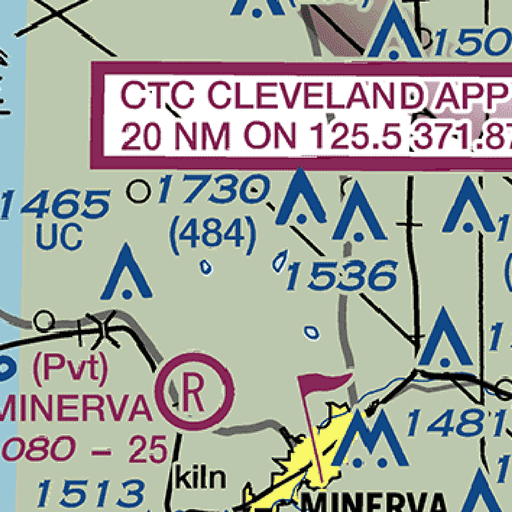 150
CTC CLEVELAND APP
20 NM ON 125.5 371.87
1465
UC
1730
(484)
1536
(Pvt)
R
MINERVA
080 – 25
1481
1513
kiln
MINERVA